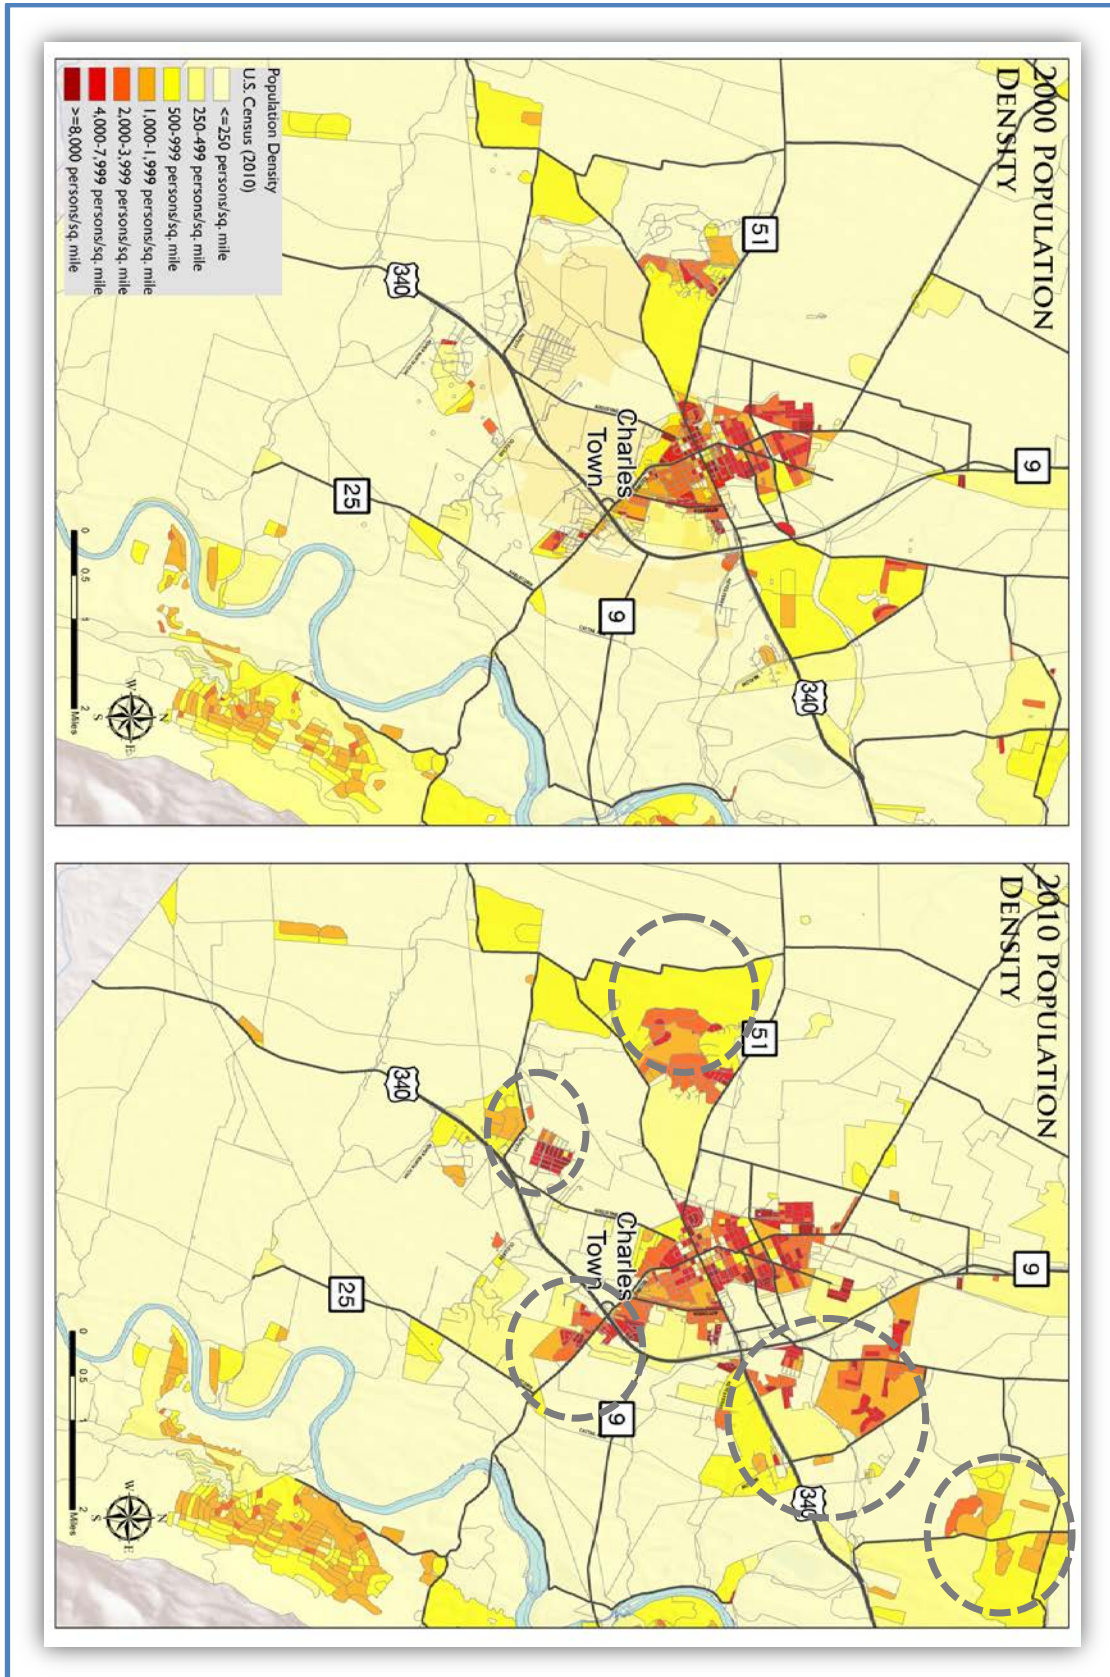 2000 POPULATION
DENSITY
51
9
340
Charles
Town
25
9
340
Population Density
U.S. Census (2010)
<=250 persons/sq. mile
250-499 persons/sq. mile
500-999 persons/sq. mile
1,000-1,999 persons/sq. mile
2,000-3,999 persons/sq. mile
4,000-7,999 persons/sq. mile
>=8,000 persons/sq. mile
0 0.5 1 2
Miles
N
W E
S
2010 POPULATION
DENSITY
51
9
340
Charles
Town
25
9
340
0 0.5 1 2
Miles
N
W E
S